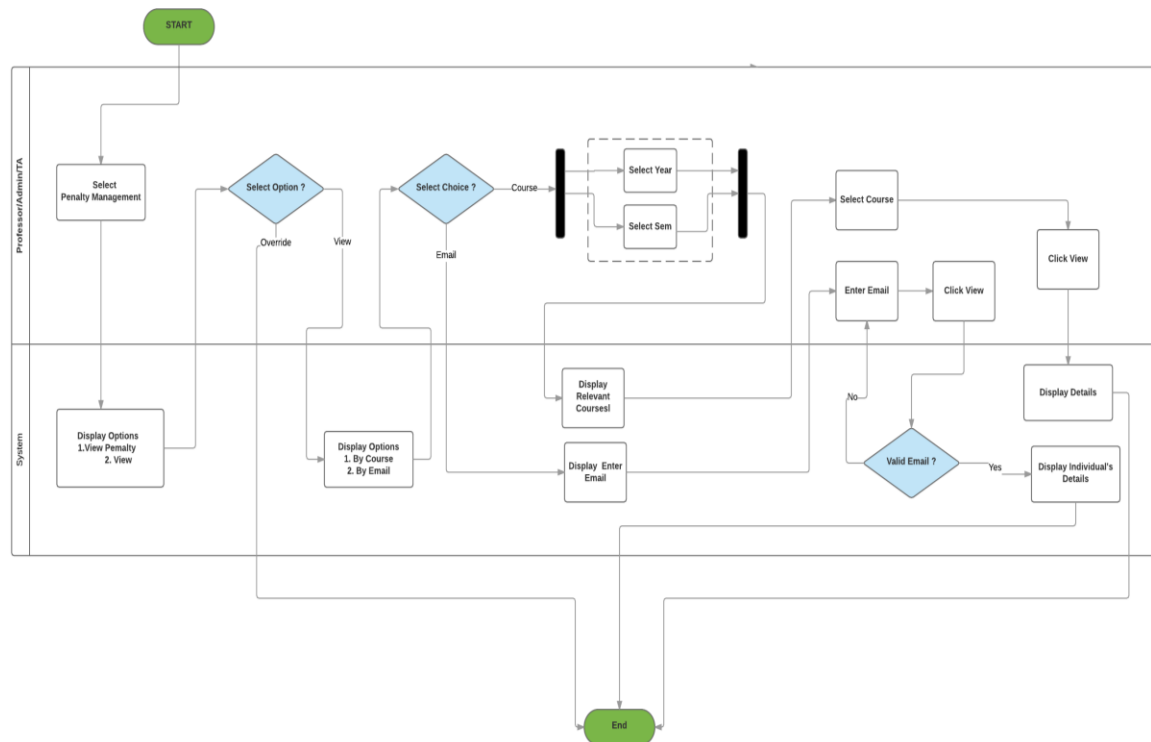 START
Professor/Admin/TA
Select
Penalty Management
Select Option ?
Override
View
Select Choice ?
Course
Email
Select Year
Select Sem
Select Course
Click View
Enter Email
Click View
System
Display Options
1.View Pemalty
2. View
Display Options
1. By Course
2. By Email
Display
Relevant
Coursesl
Display Enter
Email
No
Valid Email ?
Yes
Display Details
Display Individual's
Details
End